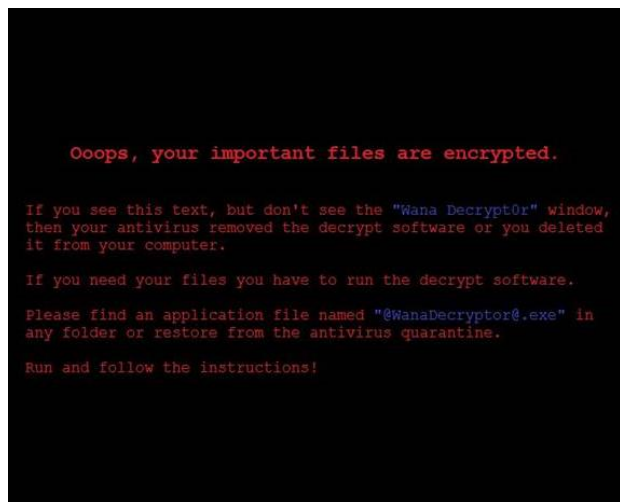 Ooops, your important files are encrypted.
If you see this text, but don't see the "Wana Decrypt0r" window,
then your antivirus removed the decrypt software or you deleted
it from your computer.
If you need your files you have to run the decrypt software.
Please find an application file named "@WanaDecryptor@.exe" in
any folder or restore from the antivirus quarantine.
Run and follow the instructions!